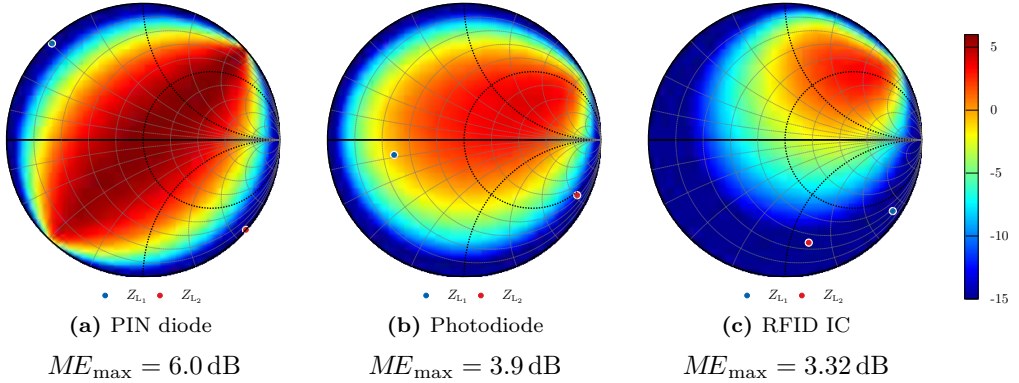 5
0
-5
-10
-15
Z_L₁ Z_L₂
Z_L₁ Z_L₂
Z_L₁ Z_L₂
(a) PIN diode
(b) Photodiode
(c) RFID IC
ME_max = 6.0 dB
ME_max = 3.9 dB
ME_max = 3.32 dB